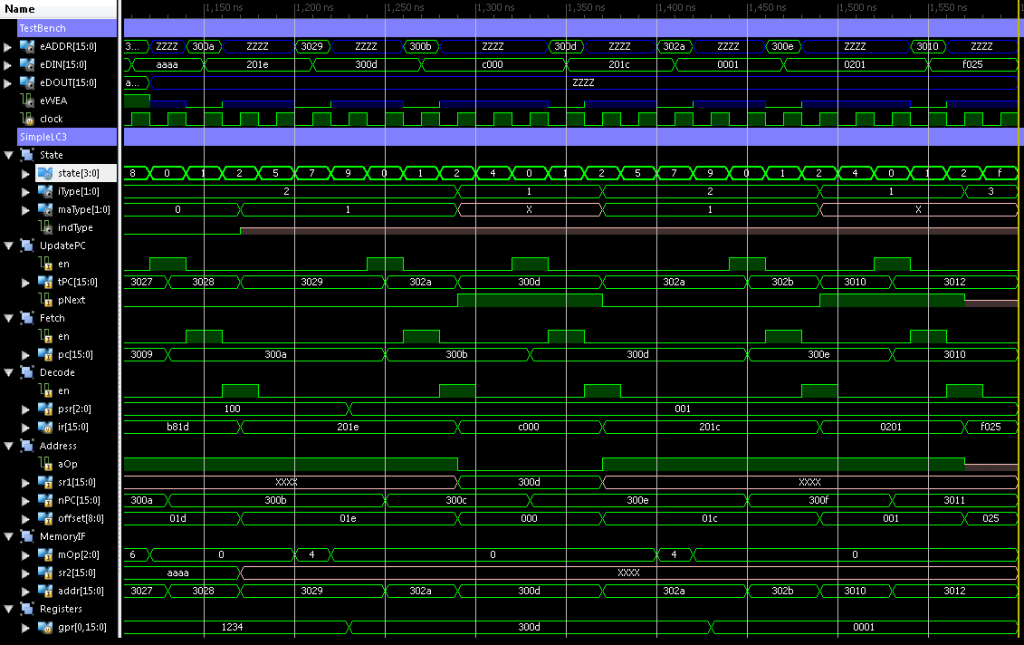 Name 1,150 ns 1,200 ns 1,250 ns 1,300 ns 1,350 ns 1,400 ns 1,450 ns 1,500 ns 1,550 ns
TestBench
eADDR[15:0] 3... ZZZZ 300a ZZZZ 3029 ZZZZ 300b ZZZZ 300d ZZZZ 302a ZZZZ 300e ZZZZ 3010 ZZZZ
eDIN[15:0] aaaa 201e 300d c000 201c 0001 0201 f025
eDOUT[15:0] a... ZZZZ
eWEA
clock
SimpleLC3
State
state[3:0] 8 0 1 2 5 7 9 0 1 2 4 0 1 2 5 7 9 0 1 2 4 0 1 2 f
iType[1:0] 2 1 2 1 3
maType[1:0] 0 1 X 1 X
indType
UpdatePC
en
tPC[15:0] 3027 3028 3029 302a 300d 302a 302b 3010 3012
pNext
Fetch
en
pc[15:0] 3009 300a 300b 300d 300e 3010
Decode
en
psr[2:0] 100 001
ir[15:0] b81d 201e c000 201c 0201 f025
Address
aOp
sr1[15:0] XXXX 300d XXXX
nPC[15:0] 300a 300b 300c 300e 300f 3011
offset[8:0] 01d 01e 000 01c 001 025
MemoryIF
mOp[2:0] 6 0 4 0 4 0
sr2[15:0] aaaa XXXX
addr[15:0] 3027 3028 3029 302a 300d 302a 302b 3010 3012
Registers
gpr[0,15:0] 1234 300d 0001